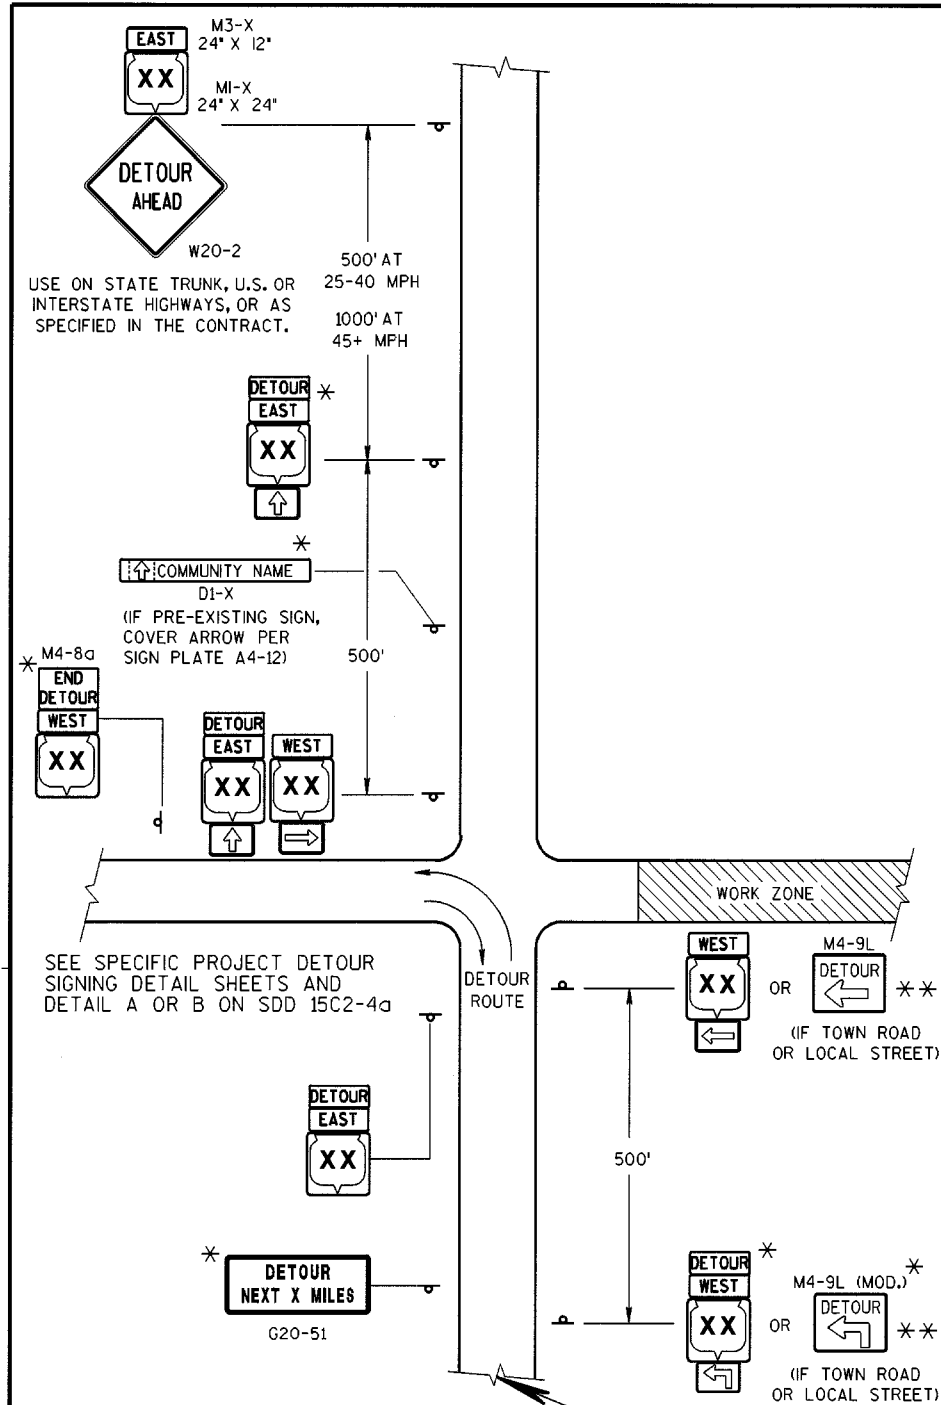 EAST
M3-X
24" X 12"
XX
M1-X
24" X 24"
DETOUR
AHEAD
W20-2
USE ON STATE TRUNK, U.S. OR
INTERSTATE HIGHWAYS, OR AS
SPECIFIED IN THE CONTRACT.
500' AT
25-40 MPH
1000' AT
45+ MPH
DETOUR
EAST
XX
*
*
COMMUNITY NAME
D1-X
(IF PRE-EXISTING SIGN,
COVER ARROW PER
SIGN PLATE A4-12)
500'
* M4-8a
END
DETOUR
WEST
XX
DETOUR
EAST
XX
WEST
XX
WORK ZONE
SEE SPECIFIC PROJECT DETOUR
SIGNING DETAIL SHEETS AND
DETAIL A OR B ON SDD 15C2-4a
DETOUR
ROUTE
WEST
XX
OR
M4-9L
DETOUR
**
(IF TOWN ROAD
OR LOCAL STREET)
DETOUR
EAST
XX
500'
*
DETOUR
NEXT X MILES
G20-51
DETOUR
WEST
XX
*
OR
M4-9L (MOD.) *
DETOUR
**
(IF TOWN ROAD
OR LOCAL STREET)